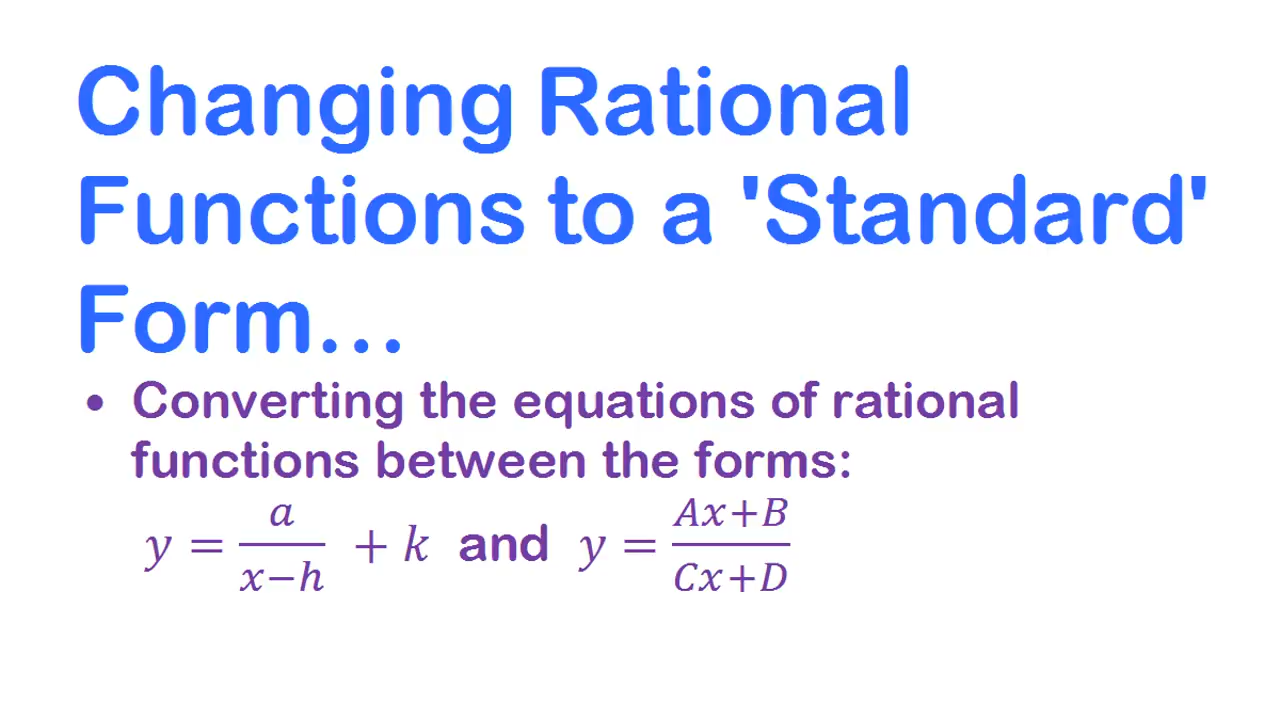 Changing Rational
Functions to a 'Standard'
Form...
• Converting the equations of rational
functions between the forms:
y = a/(x−h) + k and y = (Ax+B)/(Cx+D)